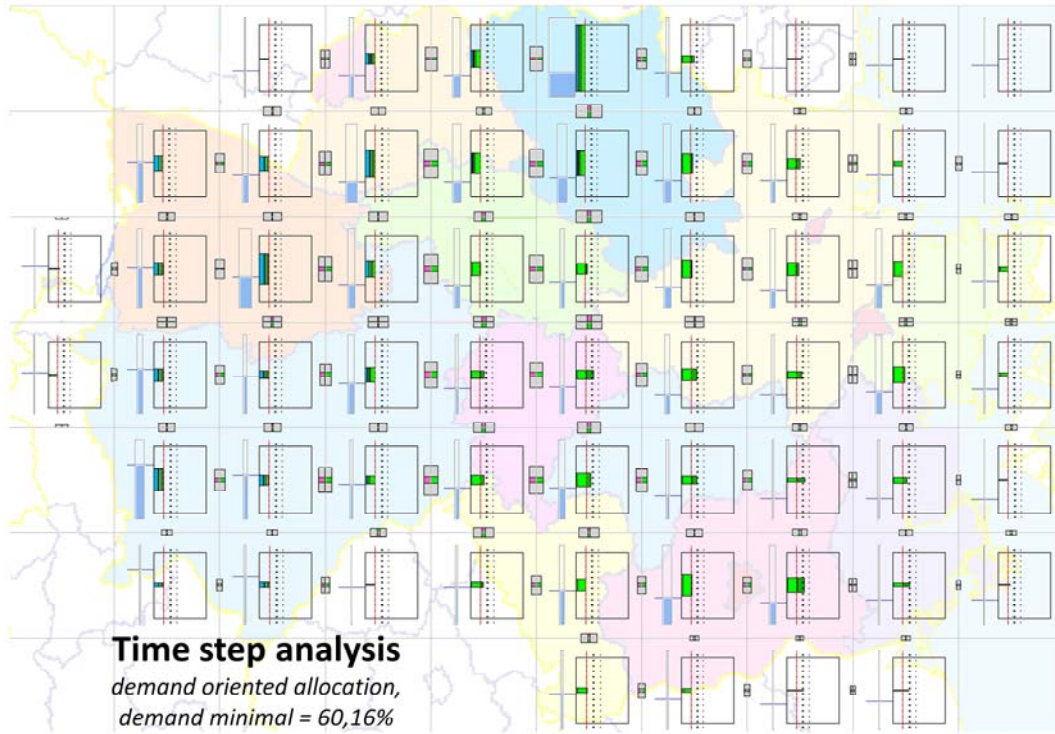 Time step analysis
demand oriented allocation,
demand minimal = 60,16%